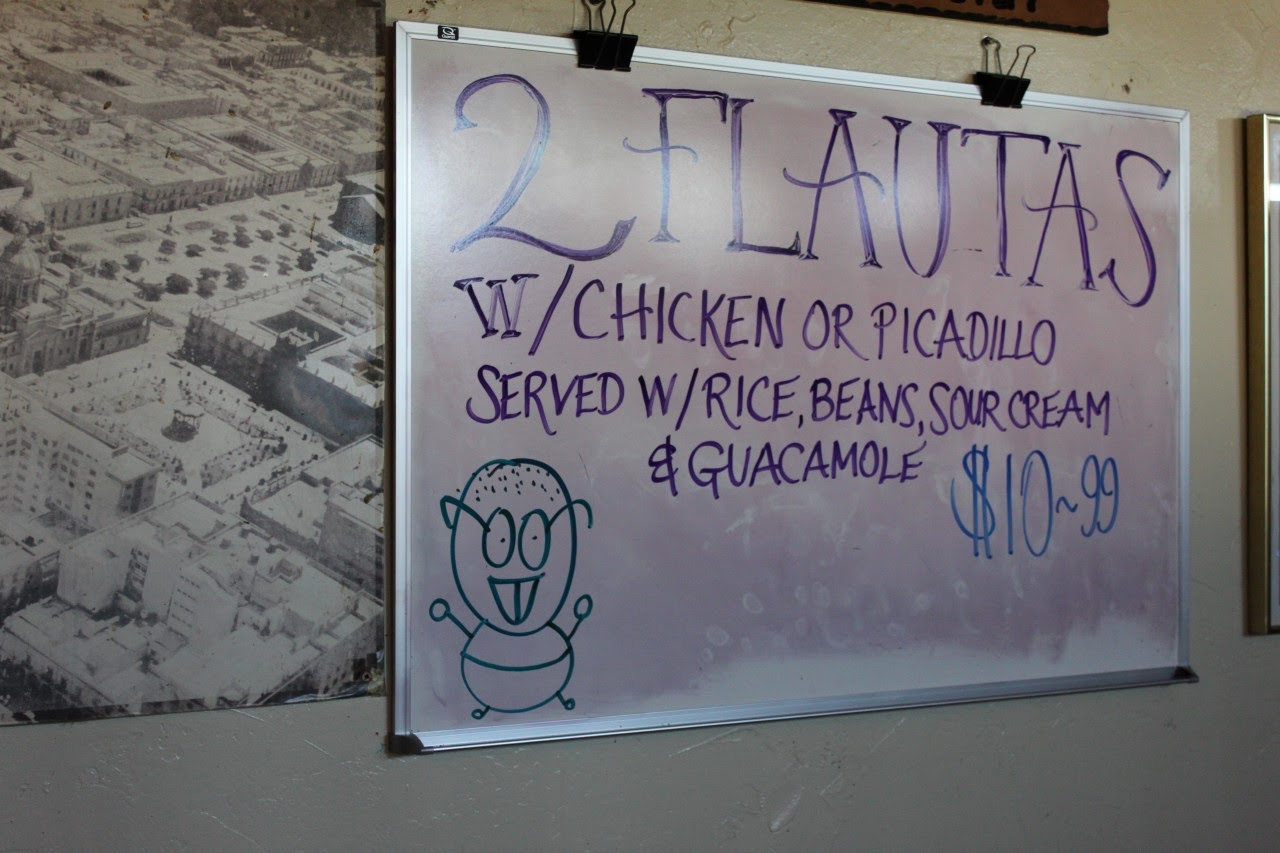 2 FLAUTAS
W/CHICKEN OR PICADILLO
SERVED W/RICE, BEANS, SOUR CREAM
& GUACAMOLE $10~99